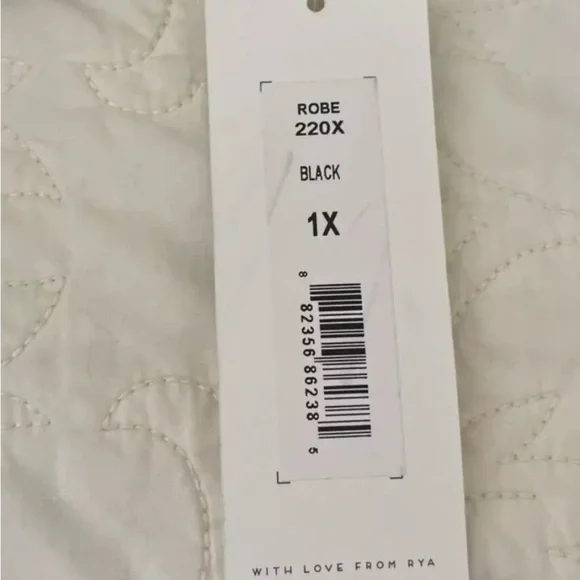 ROBE
220X
BLACK
1X
8 82356 86238 5
WITH LOVE FROM RYA